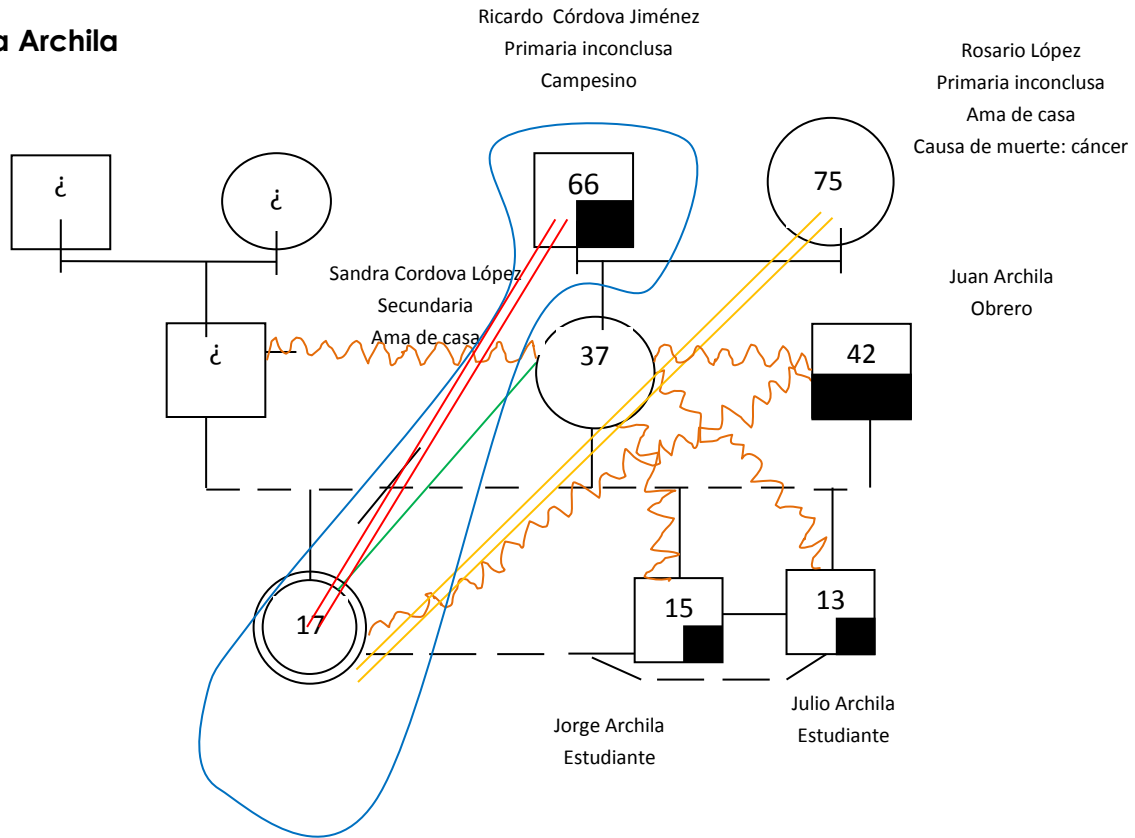 a Archila
Ricardo Córdova Jiménez
Primaria inconclusa
Campesino
Rosario López
Primaria inconclusa
Ama de casa
Causa de muerte: cáncer
¿
¿
66
75
Sandra Cordova López
Secundaria
Ama de casa
Juan Archila
Obrero
¿
37
42
17
15
13
Jorge Archila
Estudiante
Julio Archila
Estudiante